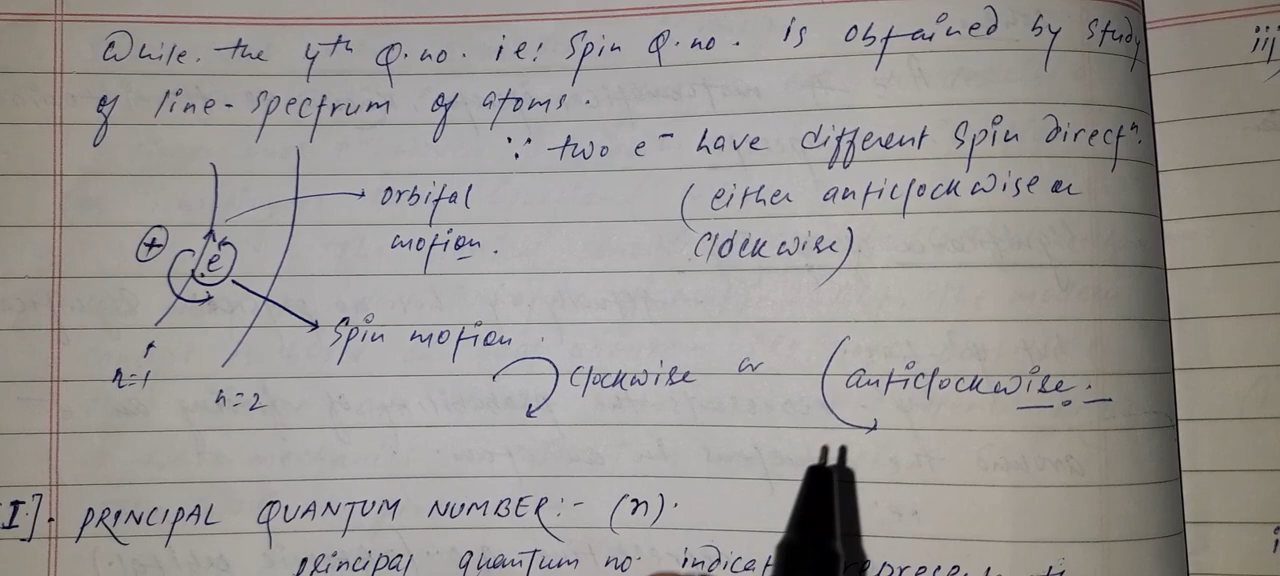 While. the 4th Q.no. ie: Spin Q.no. is obtained by study
of line-spectrum of atoms.
∵ two e⁻ have different spin directⁿ.
orbital (either anticlockwise or
motion. clockwise)
⊕ e
Spin motion
n=1 clockwise or anticlockwise.
n=2
I]. PRINCIPAL QUANTUM NUMBER:- (n).
principal quantum no.
iij